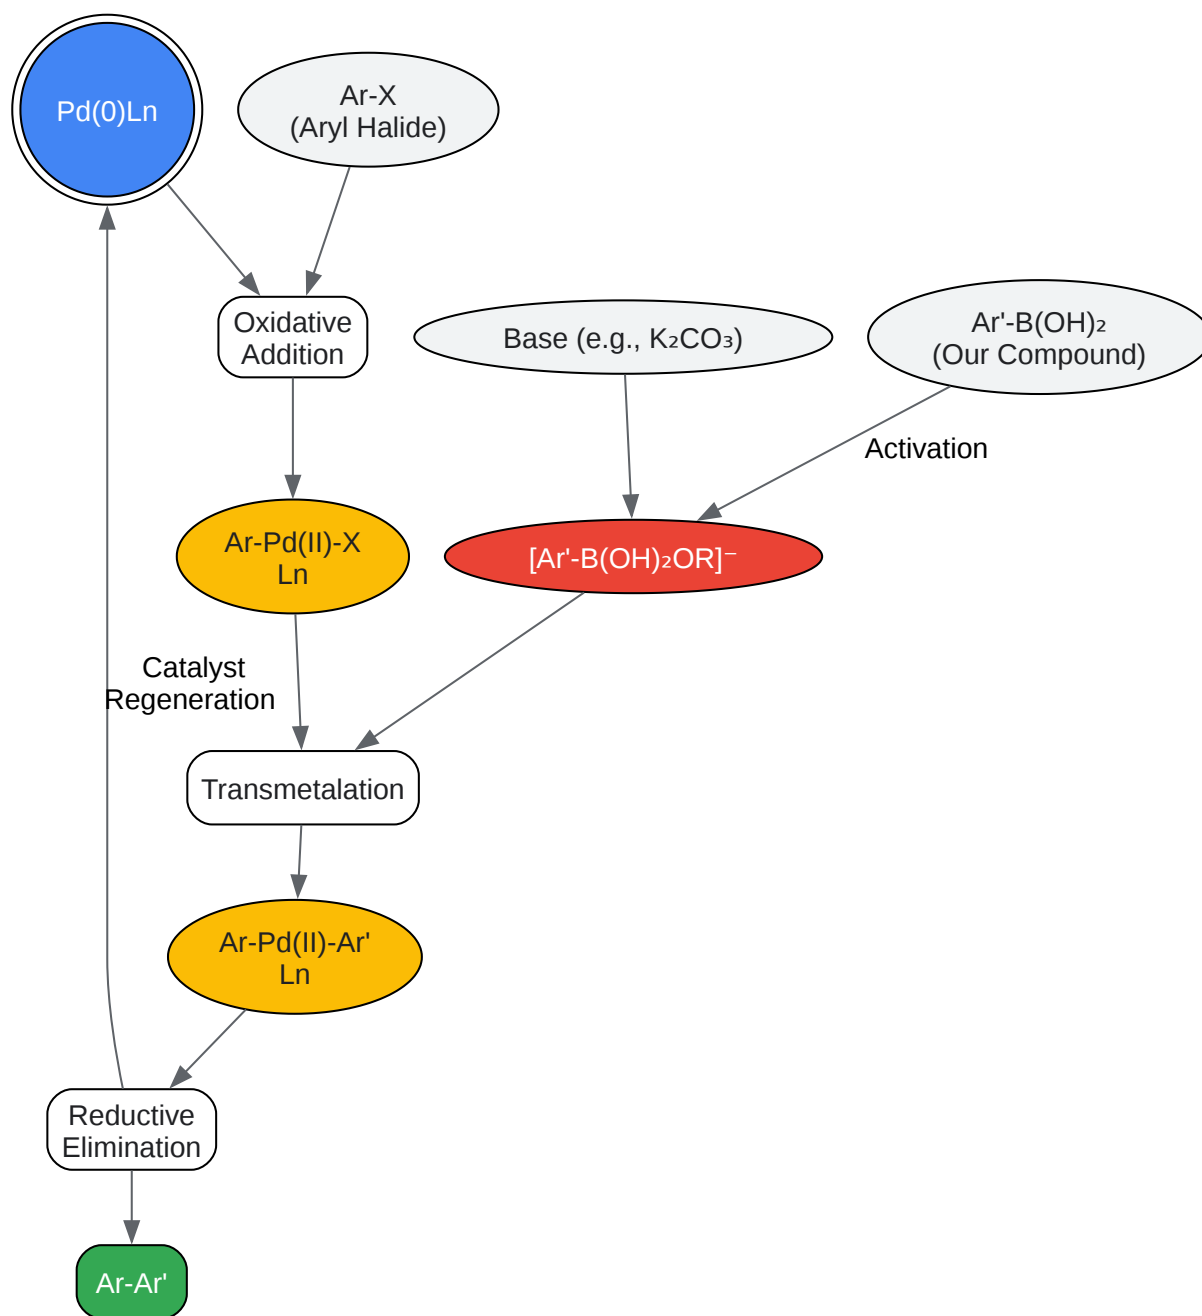 Pd(0)Ln
Ar-X
(Aryl Halide)
Oxidative
Addition
Base (e.g., K₂CO₃)
Ar'-B(OH)₂
(Our Compound)
Activation
Ar-Pd(II)-X
Ln
[Ar'-B(OH)₂OR]⁻
Catalyst
Regeneration
Transmetalation
Ar-Pd(II)-Ar'
Ln
Reductive
Elimination
Ar-Ar'